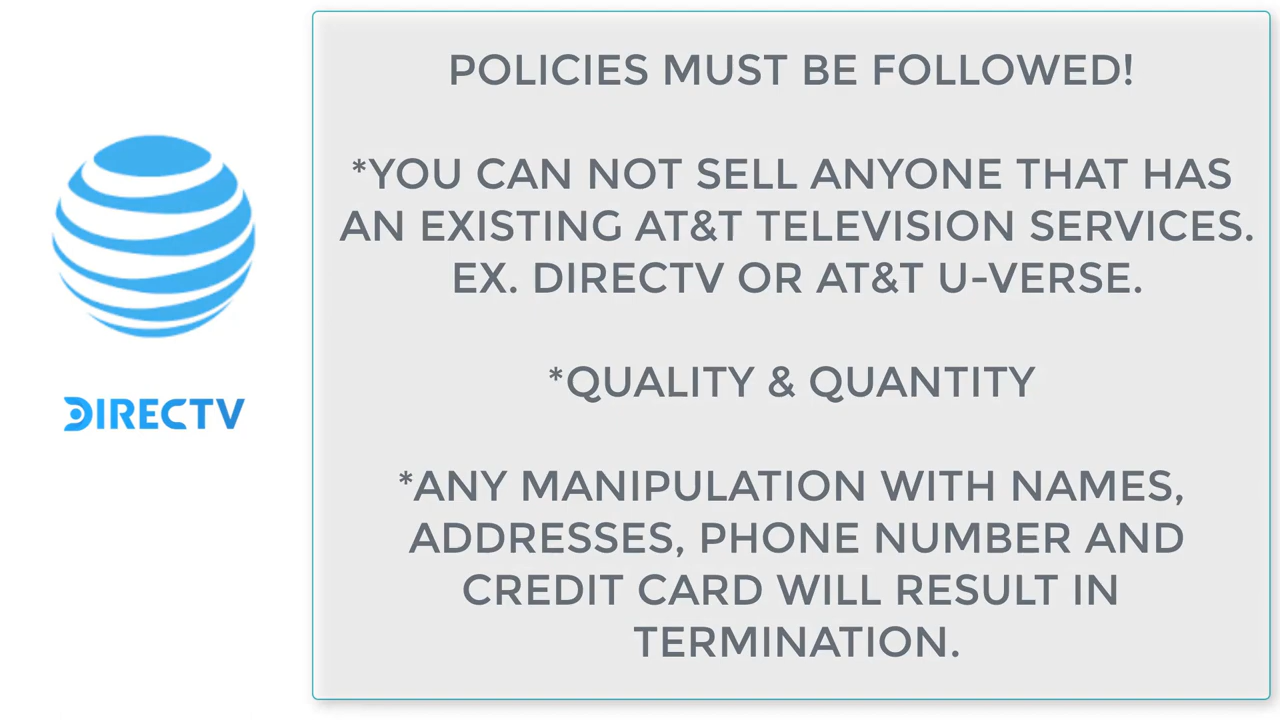 POLICIES MUST BE FOLLOWED!
*YOU CAN NOT SELL ANYONE THAT HAS
AN EXISTING AT&T TELEVISION SERVICES.
EX. DIRECTV OR AT&T U-VERSE.
*QUALITY & QUANTITY
*ANY MANIPULATION WITH NAMES,
ADDRESSES, PHONE NUMBER AND
CREDIT CARD WILL RESULT IN
TERMINATION.
DIRECTV